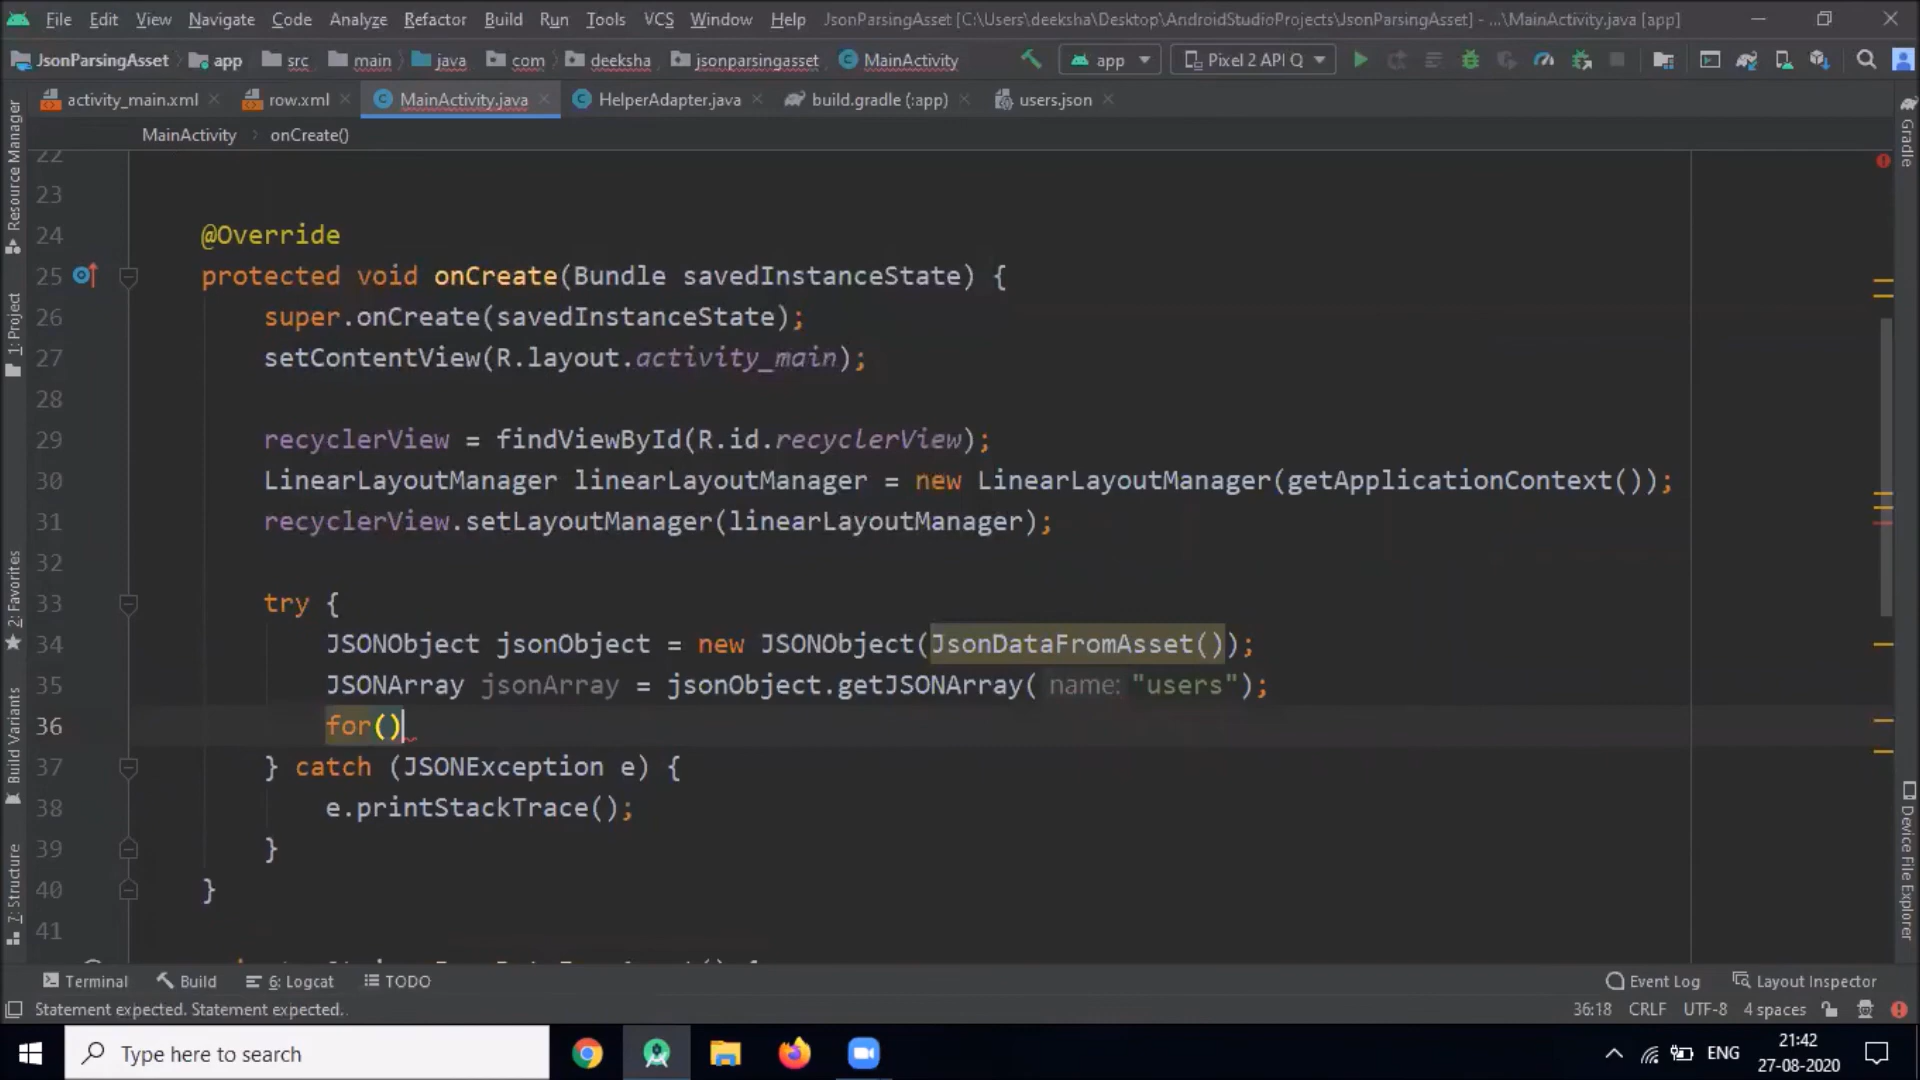 File Edit View Navigate Code Analyze Refactor Build Run Tools VCS Window Help JsonParsingAsset [C:\Users\deeksha\Desktop\AndroidStudioProjects\JsonParsingAsset] - ...\MainActivity.java [app]
JsonParsingAsset app src main java com deeksha jsonparsingasset MainActivity app Pixel 2 API Q
activity_main.xml row.xml MainActivity.java HelperAdapter.java build.gradle (:app) users.json
MainActivity onCreate()
Resource Manager
1: Project
2: Favorites
Build Variants
7: Structure
Gradle
Device File Explorer
22
23
24 @Override
25 protected void onCreate(Bundle savedInstanceState) {
26 super.onCreate(savedInstanceState);
27 setContentView(R.layout.activity_main);
28
29 recyclerView = findViewById(R.id.recyclerView);
30 LinearLayoutManager linearLayoutManager = new LinearLayoutManager(getApplicationContext());
31 recyclerView.setLayoutManager(linearLayoutManager);
32
33 try {
34 JSONObject jsonObject = new JSONObject(JsonDataFromAsset());
35 JSONArray jsonArray = jsonObject.getJSONArray( name: "users");
36 for()
37 } catch (JSONException e) {
38 e.printStackTrace();
39 }
40 }
41
Terminal Build 6: Logcat TODO Event Log Layout Inspector
Statement expected. Statement expected. 36:18 CRLF UTF-8 4 spaces
Type here to search ENG 21:42
27-08-2020